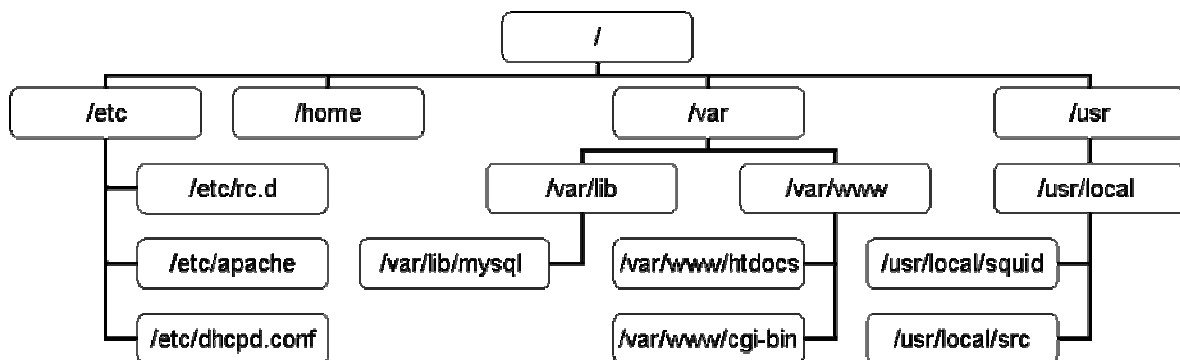 /
/etc
/home
/var
/usr
/etc/rc.d
/var/lib
/var/www
/usr/local
/etc/apache
/var/lib/mysql
/var/www/htdocs
/usr/local/squid
/etc/dhcpd.conf
/var/www/cgi-bin
/usr/local/src